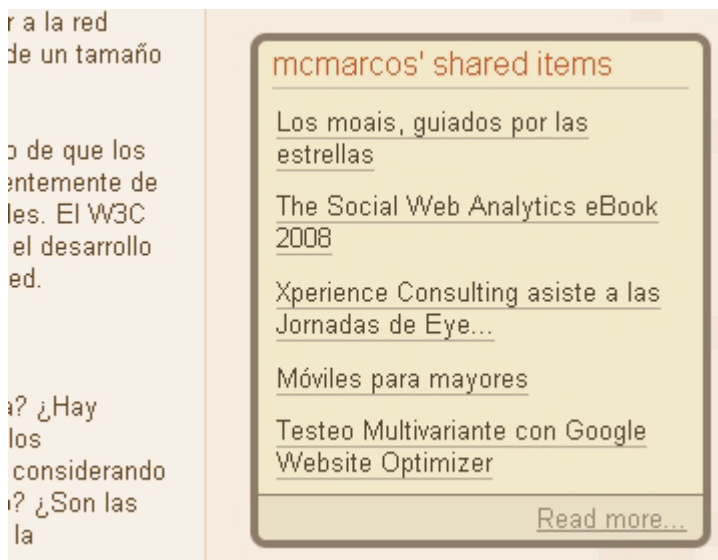 r a la red
de un tamaño
de que los
entemente de
les. El W3C
el desarrollo
ed.
a? ¿Hay
los
considerando
? ¿Son las
la
mcmarcos' shared items
Los moais, guiados por las
estrellas
The Social Web Analytics eBook
2008
Xperience Consulting asiste a las
Jornadas de Eye...
Móviles para mayores
Testeo Multivariante con Google
Website Optimizer
Read more...